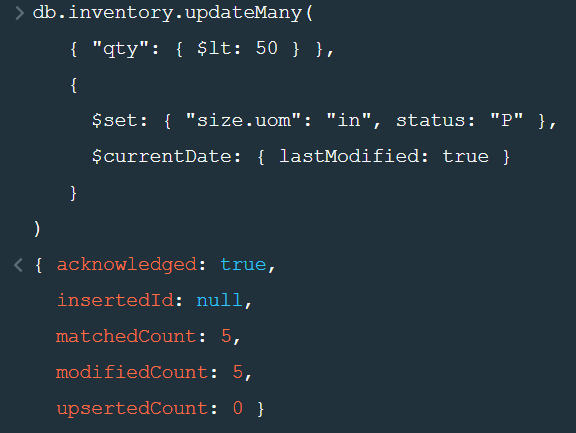 > db.inventory.updateMany(
{ "qty": { $lt: 50 } },
{
$set: { "size.uom": "in", status: "P" },
$currentDate: { lastModified: true }
}
)
< { acknowledged: true,
insertedId: null,
matchedCount: 5,
modifiedCount: 5,
upsertedCount: 0 }